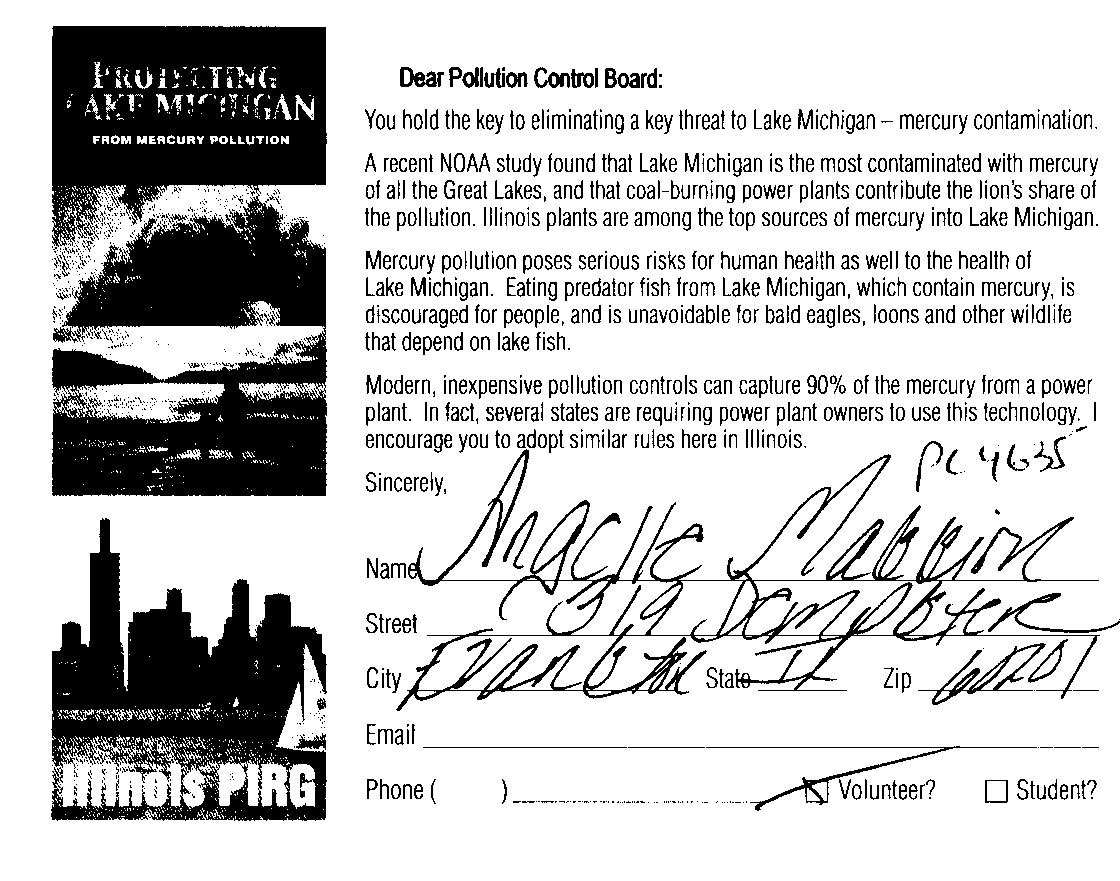 PROTECTING
LAKE MICHIGAN
FROM MERCURY POLLUTION
Illinois PIRG
Dear Pollution Control Board:
You hold the key to eliminating a key threat to Lake Michigan – mercury contamination.
A recent NOAA study found that Lake Michigan is the most contaminated with mercury
of all the Great Lakes, and that coal-burning power plants contribute the lion's share of
the pollution. Illinois plants are among the top sources of mercury into Lake Michigan.
Mercury pollution poses serious risks for human health as well to the health of
Lake Michigan. Eating predator fish from Lake Michigan, which contain mercury, is
discouraged for people, and is unavoidable for bald eagles, loons and other wildlife
that depend on lake fish.
Modern, inexpensive pollution controls can capture 90% of the mercury from a power
plant. In fact, several states are requiring power plant owners to use this technology. I
encourage you to adopt similar rules here in Illinois.
PC 4635
Sincerely,
Name Angelle
Street 819 Dempster
City Evanston State IL Zip 60201
Email
Phone ( ) Volunteer? Student?